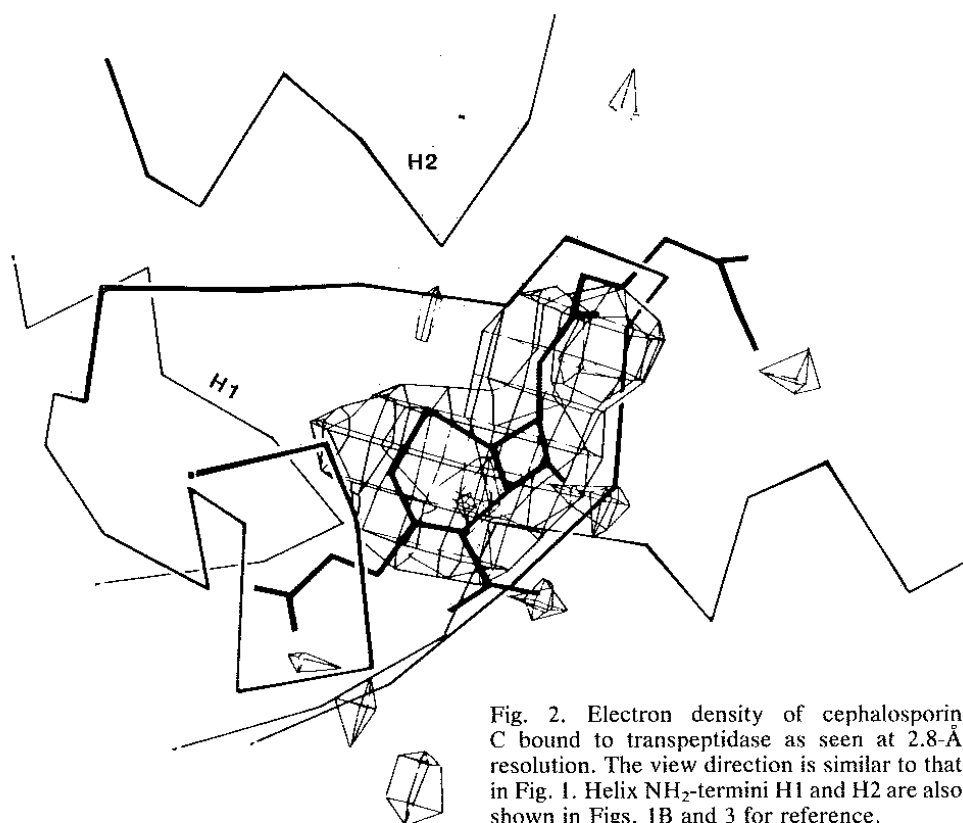 H2
H1
Fig. 2. Electron density of cephalosporin
C bound to transpeptidase as seen at 2.8-Å
resolution. The view direction is similar to that
in Fig. 1. Helix NH₂-termini H1 and H2 are also
shown in Figs. 1B and 3 for reference.